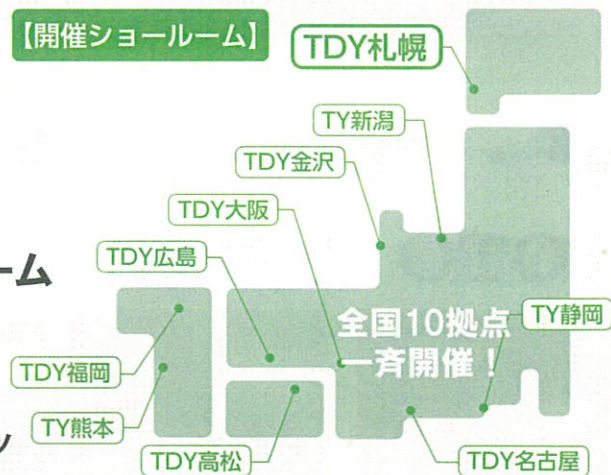 【開催ショールーム】
TDY札幌
TY新潟
TDY金沢
TDY大阪
TDY広島
ーム
全国10拠点
一斉開催！
TY静岡
TDY福岡
TY熊本
TDY高松
TDY名古屋